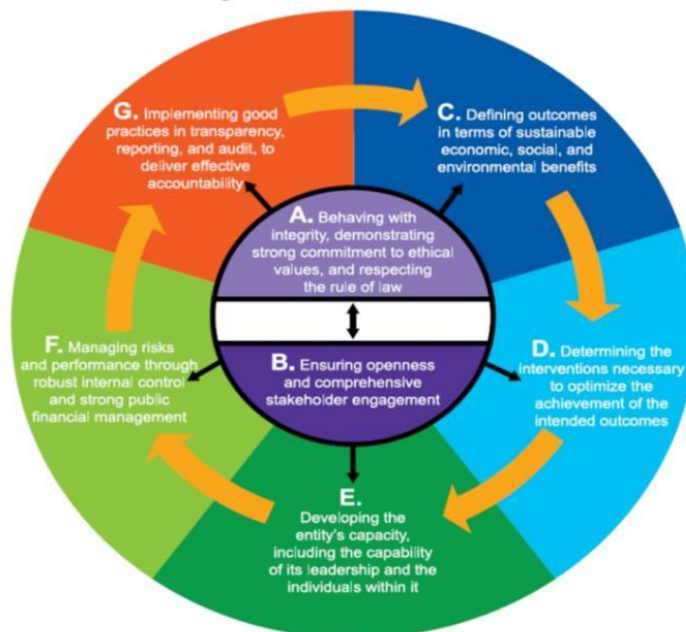 G. Implementing good
practices in transparency,
reporting, and audit, to
deliver effective
accountability
C. Defining outcomes
in terms of sustainable
economic, social, and
environmental benefits
A. Behaving with
integrity, demonstrating
strong commitment to ethical
values, and respecting
the rule of law
B. Ensuring openness
and comprehensive
stakeholder engagement
D. Determining the
interventions necessary
to optimize the
achievement of the
intended outcomes
E.
Developing the
entity's capacity,
including the capability
of its leadership and the
individuals within it
F. Managing risks
and performance through
robust internal control
and strong public
financial management